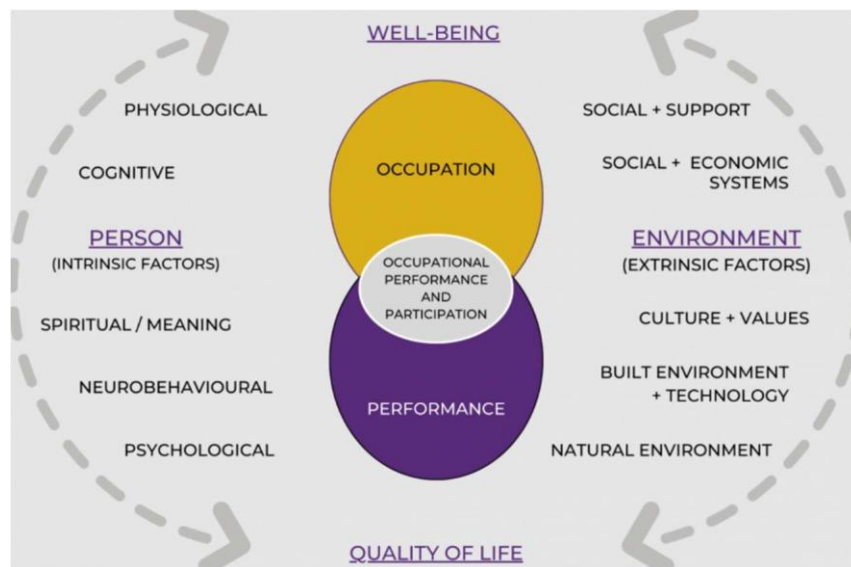 WELL-BEING
PHYSIOLOGICAL
COGNITIVE
PERSON
(INTRINSIC FACTORS)
SPIRITUAL / MEANING
NEUROBEHAVIOURAL
PSYCHOLOGICAL
OCCUPATION
OCCUPATIONAL
PERFORMANCE
AND
PARTICIPATION
PERFORMANCE
SOCIAL + SUPPORT
SOCIAL + ECONOMIC
SYSTEMS
ENVIRONMENT
(EXTRINSIC FACTORS)
CULTURE + VALUES
BUILT ENVIRONMENT
+ TECHNOLOGY
NATURAL ENVIRONMENT
QUALITY OF LIFE